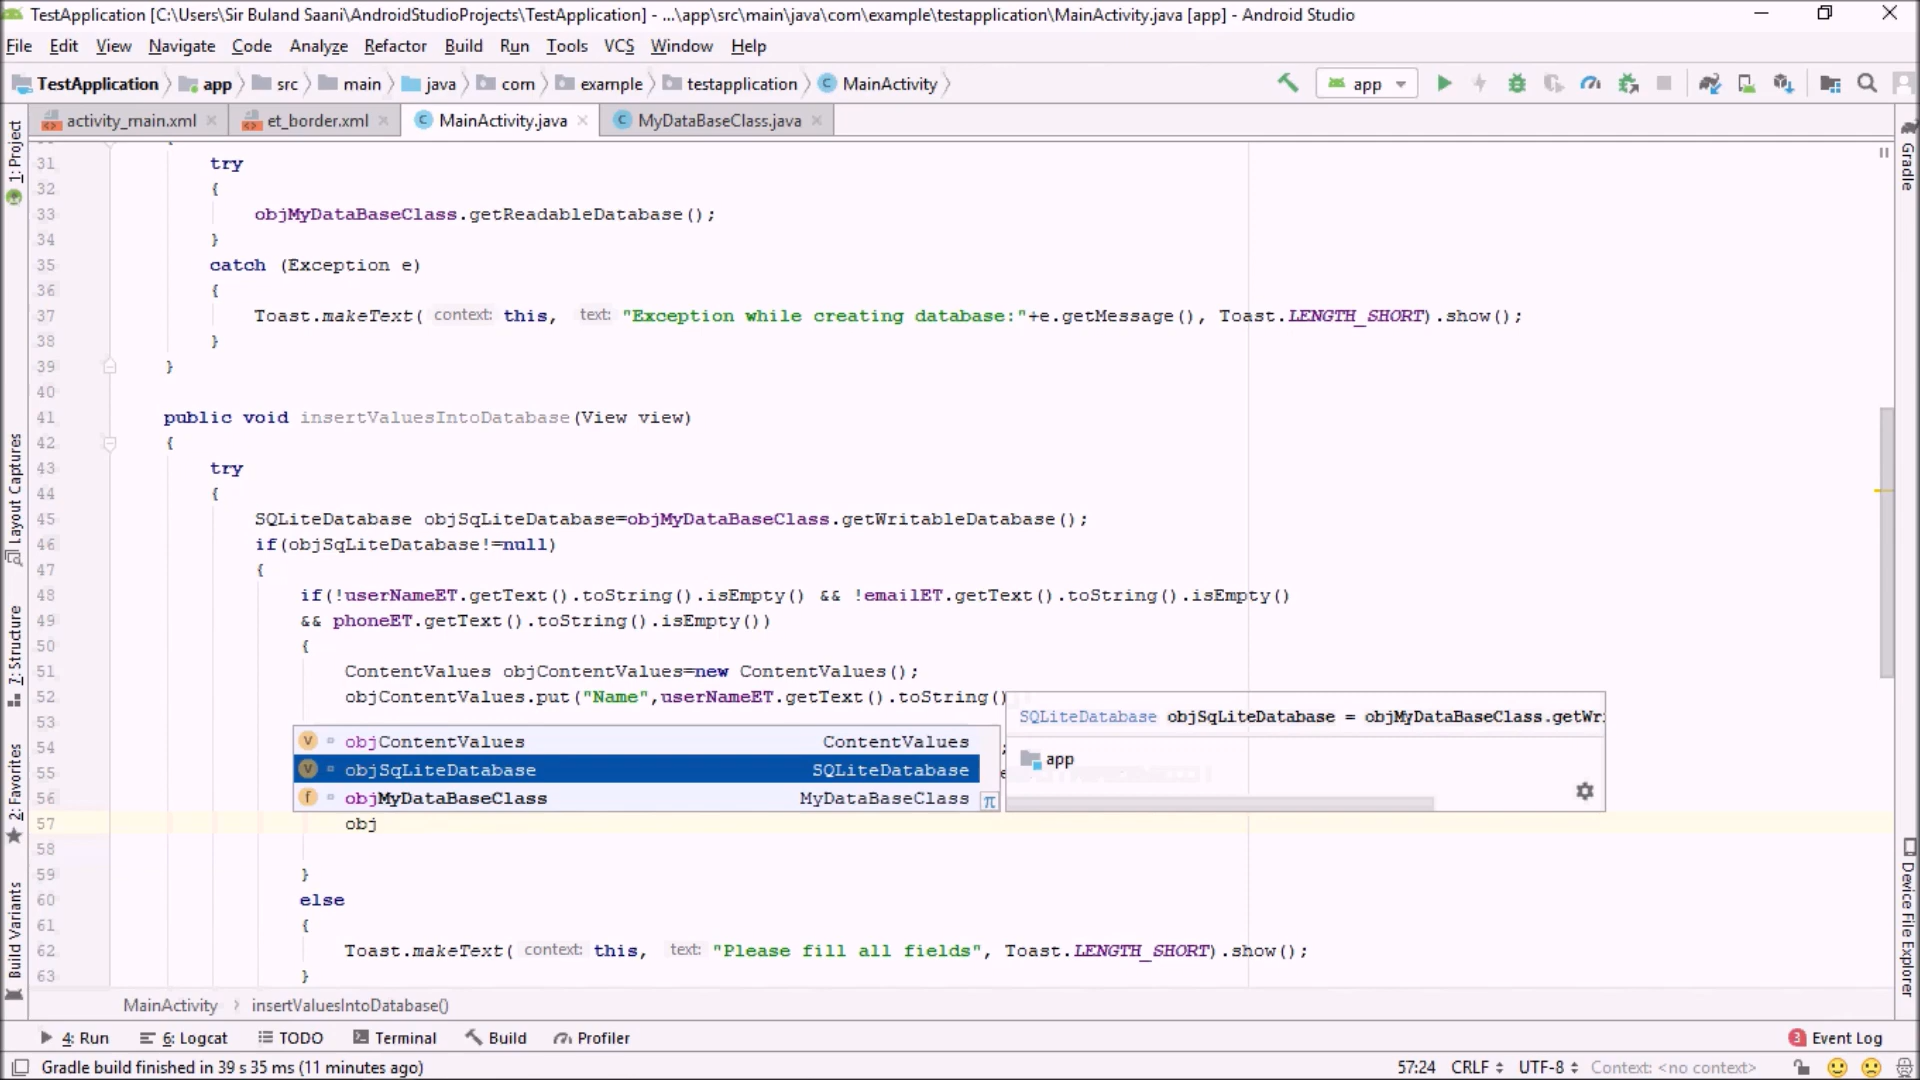 TestApplication [C:\Users\Sir Buland Saani\AndroidStudioProjects\TestApplication] - ...\app\src\main\java\com\example\testapplication\MainActivity.java [app] - Android Studio
File Edit View Navigate Code Analyze Refactor Build Run Tools VCS Window Help
TestApplication app src main java com example testapplication MainActivity app
activity_main.xml et_border.xml MainActivity.java MyDataBaseClass.java
1: Project
Layout Captures
7: Structure
2: Favorites
Build Variants
31 try
32 {
33 objMyDataBaseClass.getReadableDatabase();
34 }
35 catch (Exception e)
36 {
37 Toast.makeText( context: this, text: "Exception while creating database:"+e.getMessage(), Toast.LENGTH_SHORT).show();
38 }
39 }
40
41 public void insertValuesIntoDatabase(View view)
42 {
43 try
44 {
45 SQLiteDatabase objSqLiteDatabase=objMyDataBaseClass.getWritableDatabase();
46 if(objSqLiteDatabase!=null)
47 {
48 if(!userNameET.getText().toString().isEmpty() && !emailET.getText().toString().isEmpty()
49 && phoneET.getText().toString().isEmpty())
50 {
51 ContentValues objContentValues=new ContentValues();
52 objContentValues.put("Name",userNameET.getText().toString()
53
54
55
56
57 obj
58
59 }
60 else
61 {
62 Toast.makeText( context: this, text: "Please fill all fields", Toast.LENGTH_SHORT).show();
63 }
objContentValues ContentValues
objSqLiteDatabase SQLiteDatabase
objMyDataBaseClass MyDataBaseClass π
SQLiteDatabase objSqLiteDatabase = objMyDataBaseClass.getWr
app
Gradle
Device File Explorer
MainActivity insertValuesIntoDatabase()
4: Run 6: Logcat TODO Terminal Build Profiler 3 Event Log
Gradle build finished in 39 s 35 ms (11 minutes ago) 57:24 CRLF UTF-8 Context: <no context>